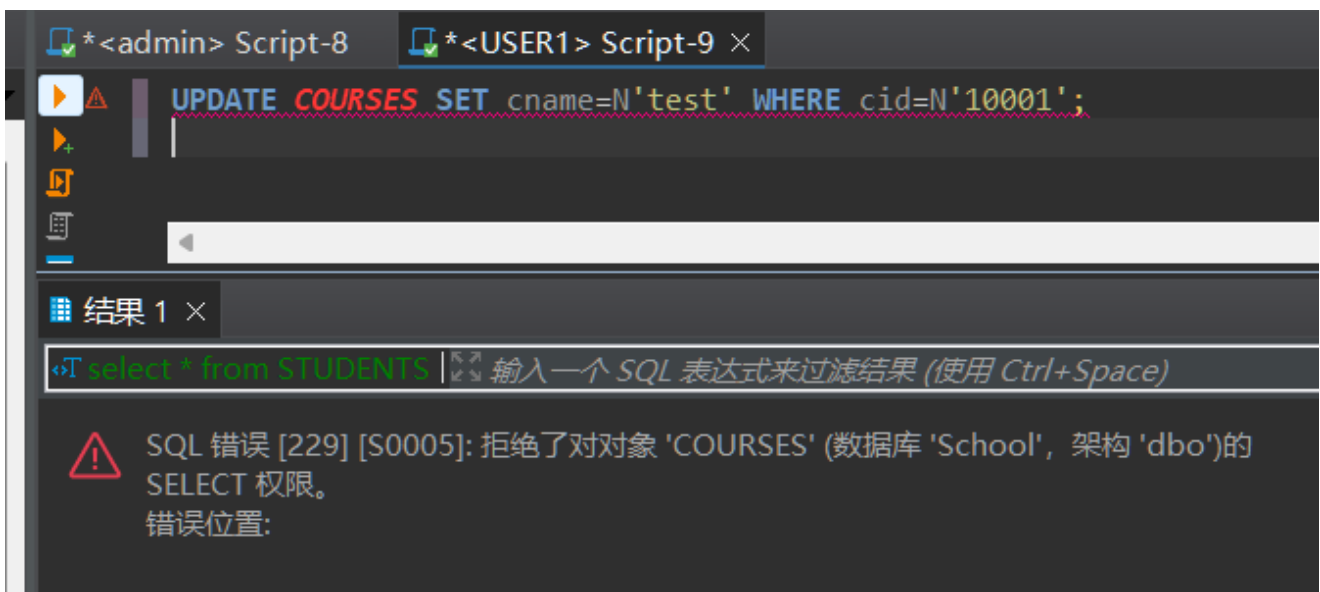 *<admin> Script-8 *<USER1> Script-9
UPDATE COURSES SET cname=N'test' WHERE cid=N'10001';
结果 1
select * from STUDENTS 输入一个 SQL 表达式来过滤结果 (使用 Ctrl+Space)
SQL 错误 [229] [S0005]: 拒绝了对对象 'COURSES' (数据库 'School'，架构 'dbo')的
SELECT 权限。
错误位置: